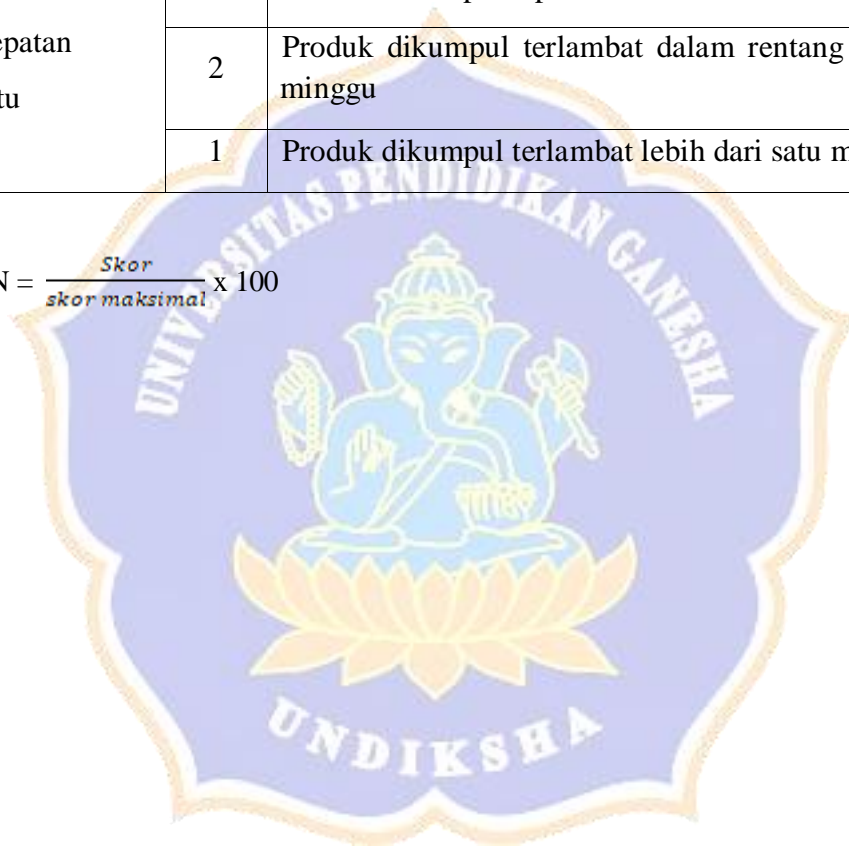 epatan
tu
2
Produk dikumpul terlambat dalam rentang
minggu
1
Produk dikumpul terlambat lebih dari satu m
N = Skor / skor maksimal x 100
UNIVERSITAS PENDIDIKAN GANESHA
UNDIKSHA